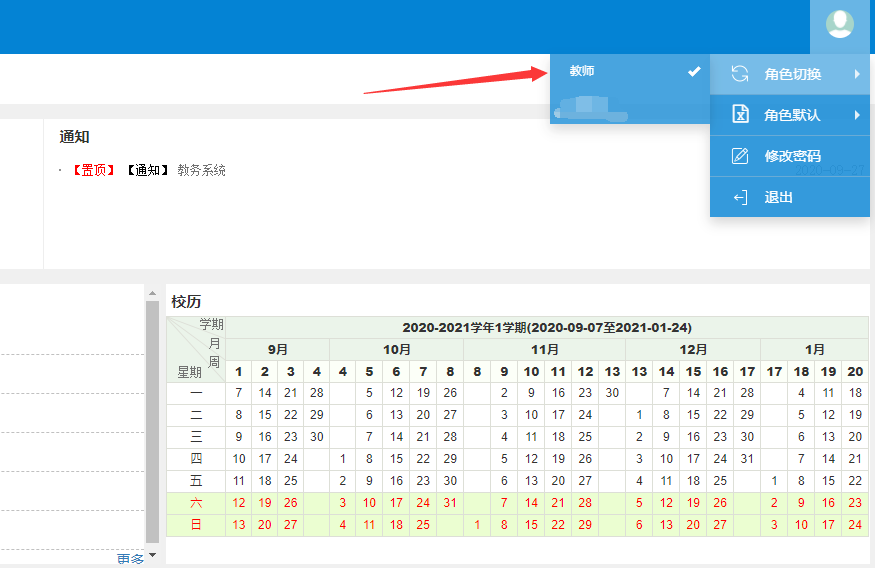 教师
角色切换
角色默认
修改密码
退出
通知
· 【置顶】 【通知】 教务系统 2020-09-27
校历
学期 2020-2021学年1学期(2020-09-07至2021-01-24)
月 9月 10月 11月 12月 1月
周
星期 1 2 3 4 4 5 6 7 8 8 9 10 11 12 13 13 14 15 16 17 17 18 19 20
一 7 14 21 28 5 12 19 26 2 9 16 23 30 7 14 21 28 4 11 18
二 8 15 22 29 6 13 20 27 3 10 17 24 1 8 15 22 29 5 12 19
三 9 16 23 30 7 14 21 28 4 11 18 25 2 9 16 23 30 6 13 20
四 10 17 24 1 8 15 22 29 5 12 19 26 3 10 17 24 31 7 14 21
五 11 18 25 2 9 16 23 30 6 13 20 27 4 11 18 25 1 8 15 22
六 12 19 26 3 10 17 24 31 7 14 21 28 5 12 19 26 2 9 16 23
日 13 20 27 4 11 18 25 1 8 15 22 29 6 13 20 27 3 10 17 24
更多